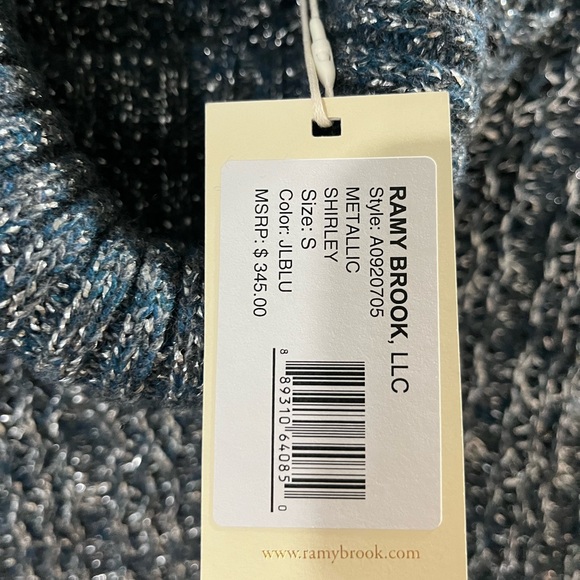 RAMY BROOK, LLC
Style: A0920705
METALLIC
SHIRLEY
Size: S
Color: JLBLU
MSRP: $ 345.00
8 89310 64085 0
www.ramybrook.com